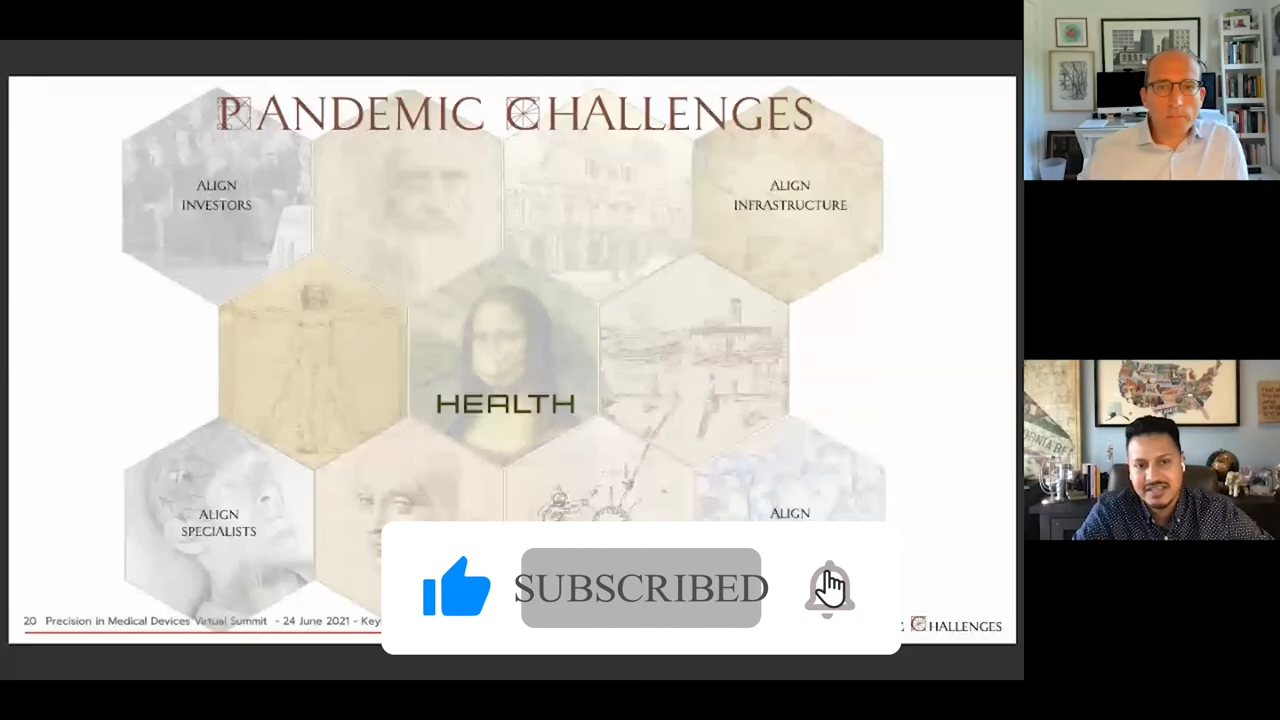 PANDEMIC CHALLENGES
ALIGN
INVESTORS
ALIGN
INFRASTRUCTURE
HEALTH
ALIGN
SPECIALISTS
ALIGN
SUBSCRIBED
20 Precision in Medical Devices Virtual Summit - 24 June 2021 - Key
CHALLENGES